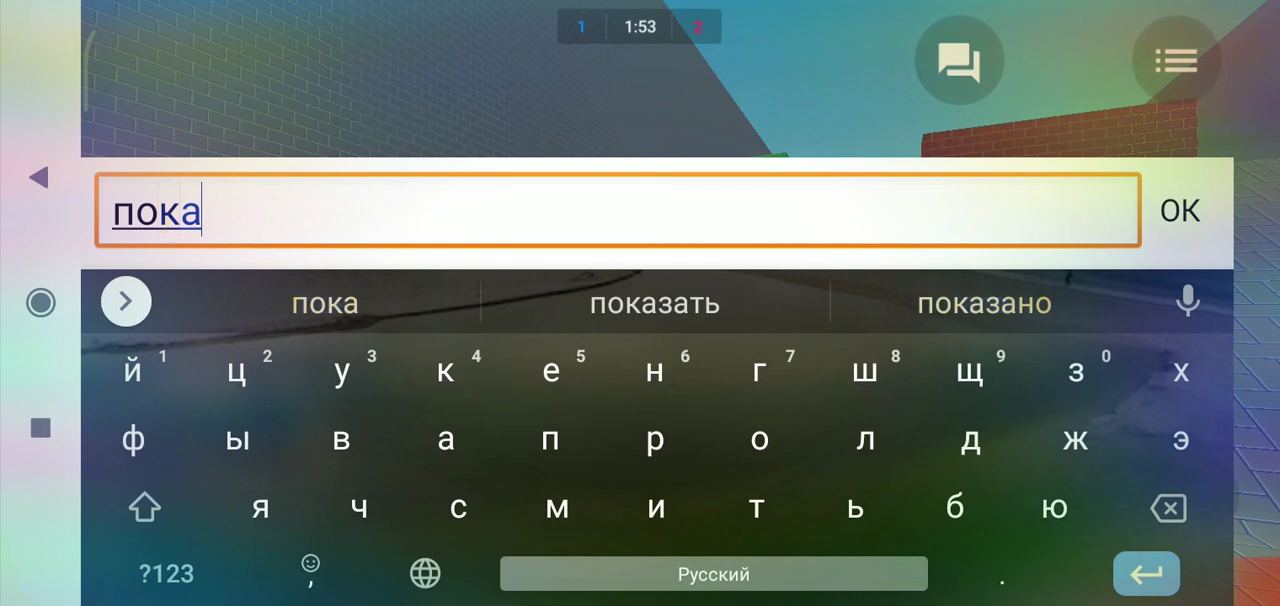 1 1:53 2
пока
ОК
пока показать показано
й 1 ц 2 у 3 к 4 е 5 н 6 г 7 ш 8 щ 9 з 0 х
ф ы в а п р о л д ж э
я ч с м и т ь б ю
?123 , Русский .